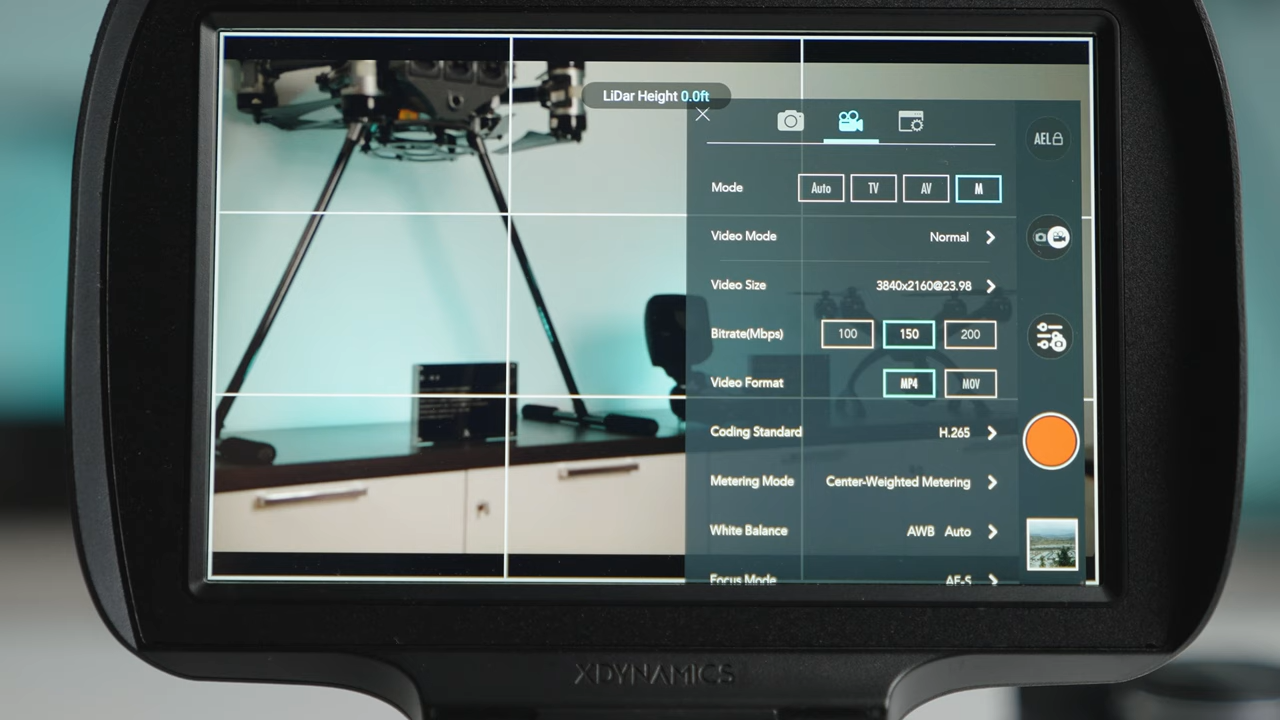 LiDar Height 0.0ft
AEL
Mode Auto TV AV M
Video Mode Normal
Video Size 3840x2160@23.98
Bitrate(Mbps) 100 150 200
Video Format MP4 MOV
Coding Standard H.265
Metering Mode Center-Weighted Metering
White Balance AWB Auto
Focus Mode AF-S
XDYNAMICS